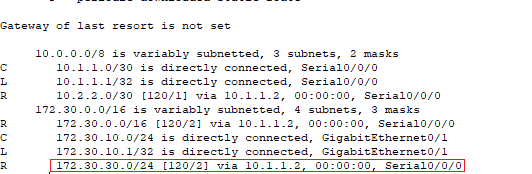 Gateway of last resort is not set
10.0.0.0/8 is variably subnetted, 3 subnets, 2 masks
C 10.1.1.0/30 is directly connected, Serial0/0/0
L 10.1.1.1/32 is directly connected, Serial0/0/0
R 10.2.2.0/30 [120/1] via 10.1.1.2, 00:00:00, Serial0/0/0
172.30.0.0/16 is variably subnetted, 4 subnets, 3 masks
R 172.30.0.0/16 [120/2] via 10.1.1.2, 00:00:00, Serial0/0/0
C 172.30.10.0/24 is directly connected, GigabitEthernet0/1
L 172.30.10.1/32 is directly connected, GigabitEthernet0/1
R 172.30.30.0/24 [120/2] via 10.1.1.2, 00:00:00, Serial0/0/0